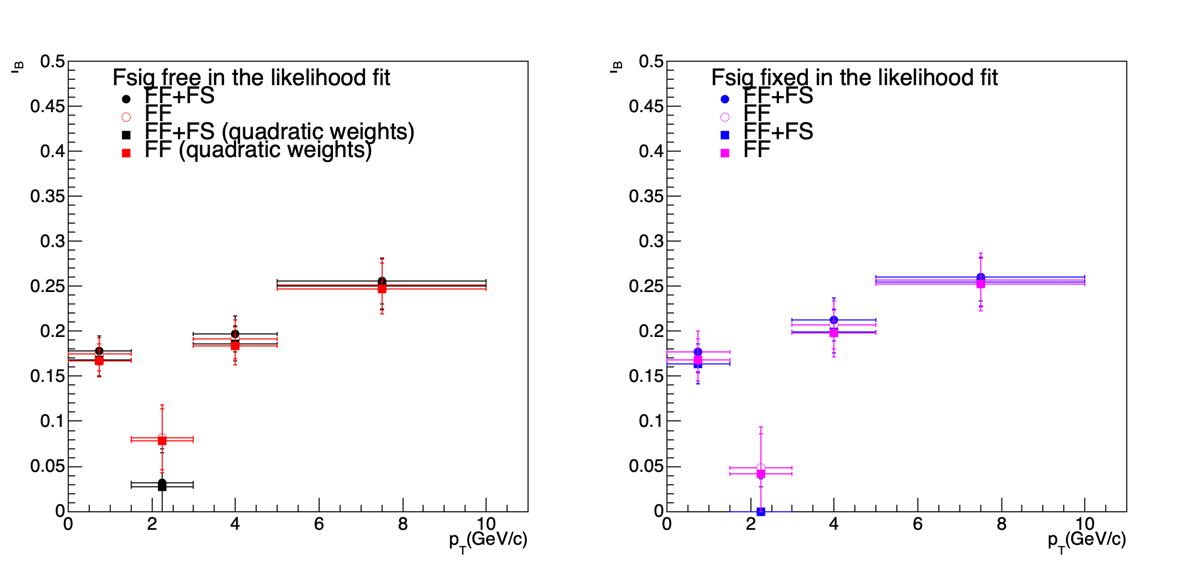 Fsig free in the likelihood fit
FF+FS
FF
FF+FS (quadratic weights)
FF (quadratic weights)
0.5
0.45
0.4
0.35
0.3
0.25
0.2
0.15
0.1
0.05
0
0 2 4 6 8 10
p_T(GeV/c)
Fsig fixed in the likelihood fit
FF+FS
FF
FF+FS
FF
0.5
0.45
0.4
0.35
0.3
0.25
0.2
0.15
0.1
0.05
0
0 2 4 6 8 10
p_T(GeV/c)